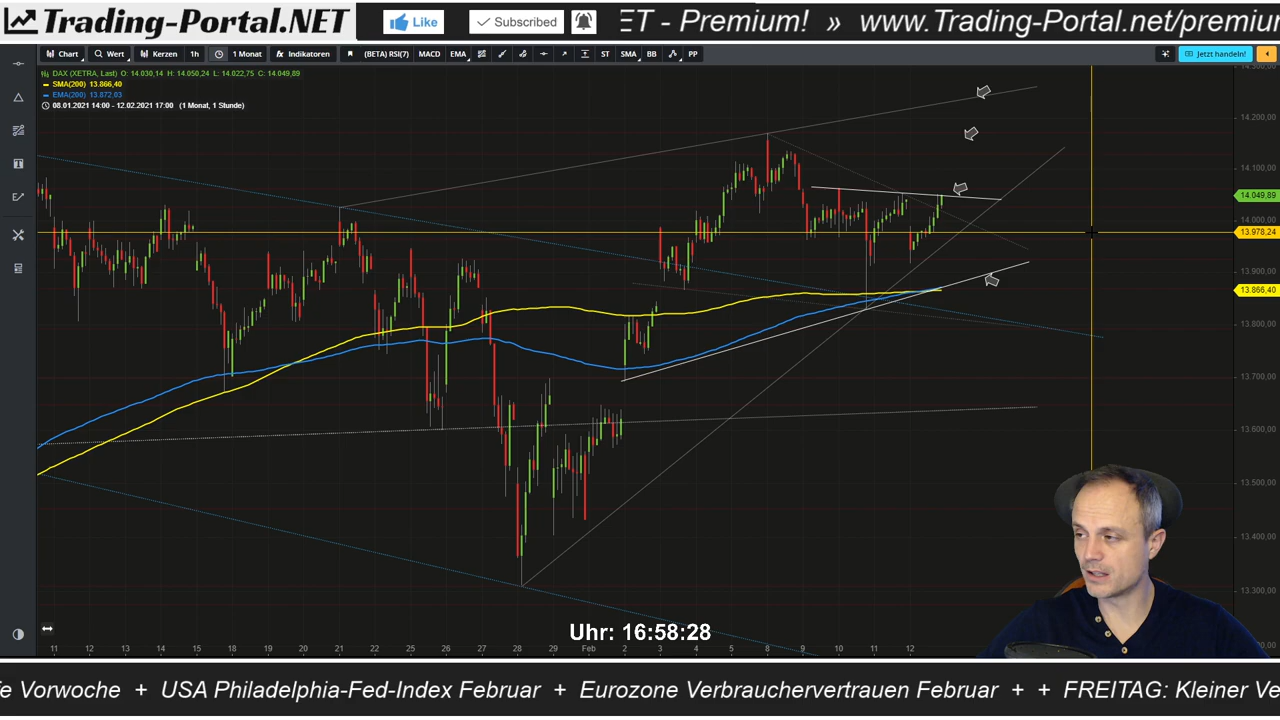 Trading-Portal.NET
Like
Subscribed
ET - Premium! » www.Trading-Portal.net/premium
Chart
Wert
Kerzen
1h
1 Monat
Indikatoren
(BETA) RSI(7)
MACD
EMA
ST
SMA
BB
PP
Jetzt handeln!
DAX (XETRA, Last) O: 14.030,14 H: 14.050,24 L: 14.022,75 C: 14.049,89
SMA(200) 13.866,40
EMA(200) 13.872,03
08.01.2021 14:00 - 12.02.2021 17:00 (1 Monat, 1 Stunde)
14.200,00
14.100,00
14.049,89
14.000,00
13.978,24
13.900,00
13.866,40
13.800,00
13.700,00
13.600,00
13.500,00
13.400,00
13.300,00
Uhr: 16:58:28
11 12 13 14 15 18 19 20 21 22 25 26 27 28 29 Feb 2 3 4 5 8 9 10 11 12
Vorwoche + USA Philadelphia-Fed-Index Februar + Eurozone Verbrauchervertrauen Februar + + FREITAG: Kleiner Ve